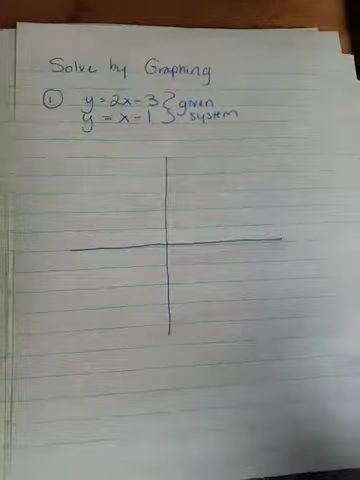 Solve by Graphing
① y = 2x - 3 } given
y = x - 1 } system